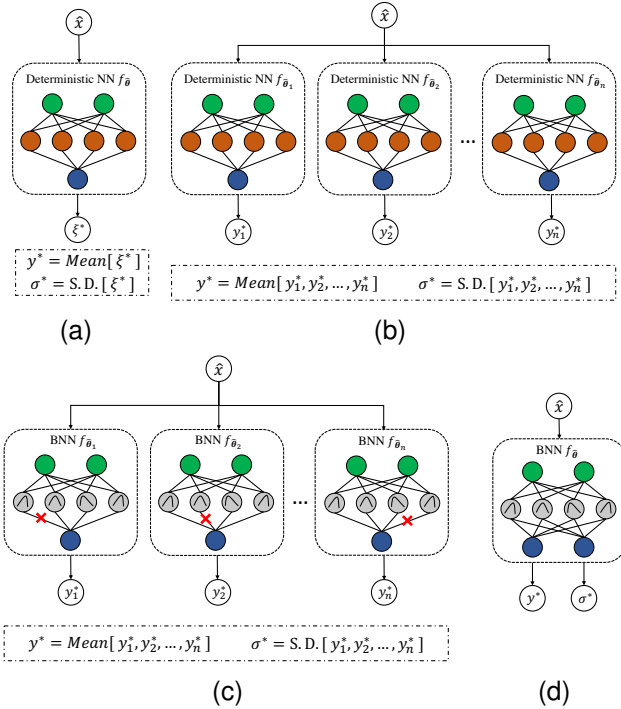 x̂
x̂
Deterministic NN f_θ̂
Deterministic NN f_θ̂₁
Deterministic NN f_θ̂₂
Deterministic NN f_θ̂ₙ
...
ξ*
y₁*
y₂*
yₙ*
y* = Mean[ξ*]
σ* = S.D.[ξ*]
y* = Mean[y₁*, y₂*, ..., yₙ*]
σ* = S.D.[y₁*, y₂*, ..., yₙ*]
(a)
(b)
x̂
x̂
BNN f_θ̂₁
BNN f_θ̂₂
BNN f_θ̂ₙ
BNN f_θ̂
...
y₁*
y₂*
yₙ*
y*
σ*
y* = Mean[y₁*, y₂*, ..., yₙ*]
σ* = S.D.[y₁*, y₂*, ..., yₙ*]
(c)
(d)